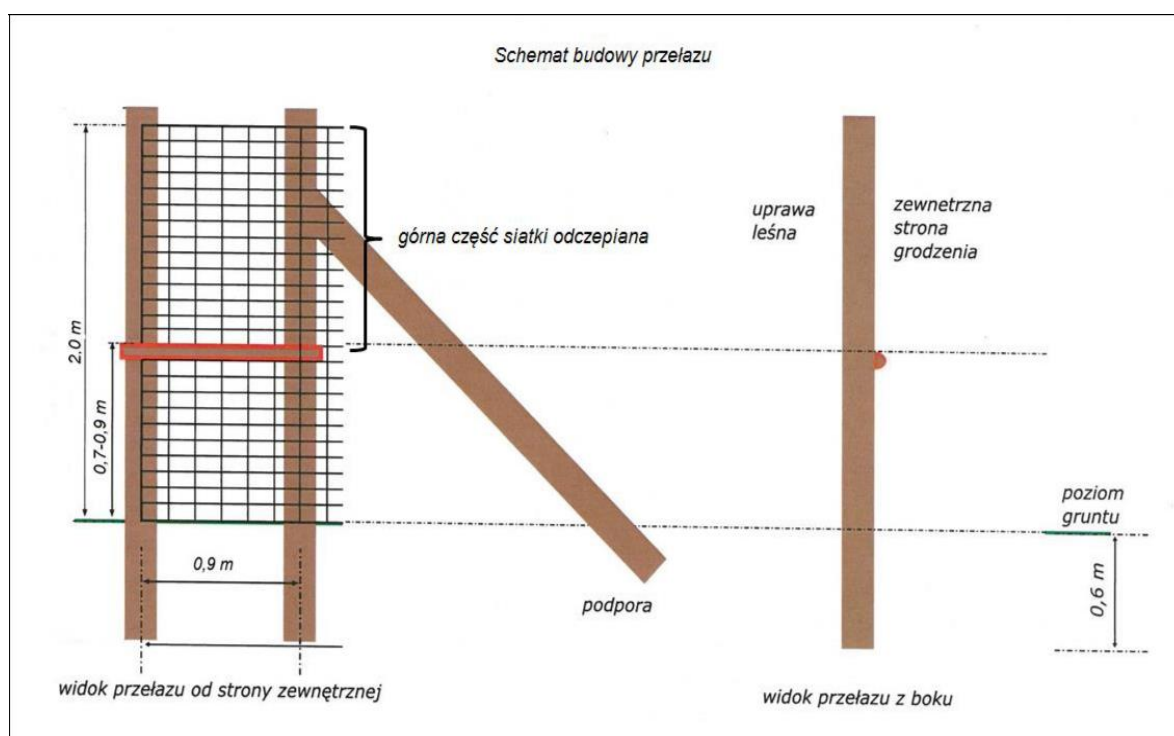 Schemat budowy przełazu
2.0 m
0,7-0,9 m
górna część siatki odczepiana
uprawa
leśna
zewnetrzna
strona
grodzenia
poziom
gruntu
0,9 m
0,6 m
podpora
widok przełazu od strony zewnętrznej
widok przełazu z boku